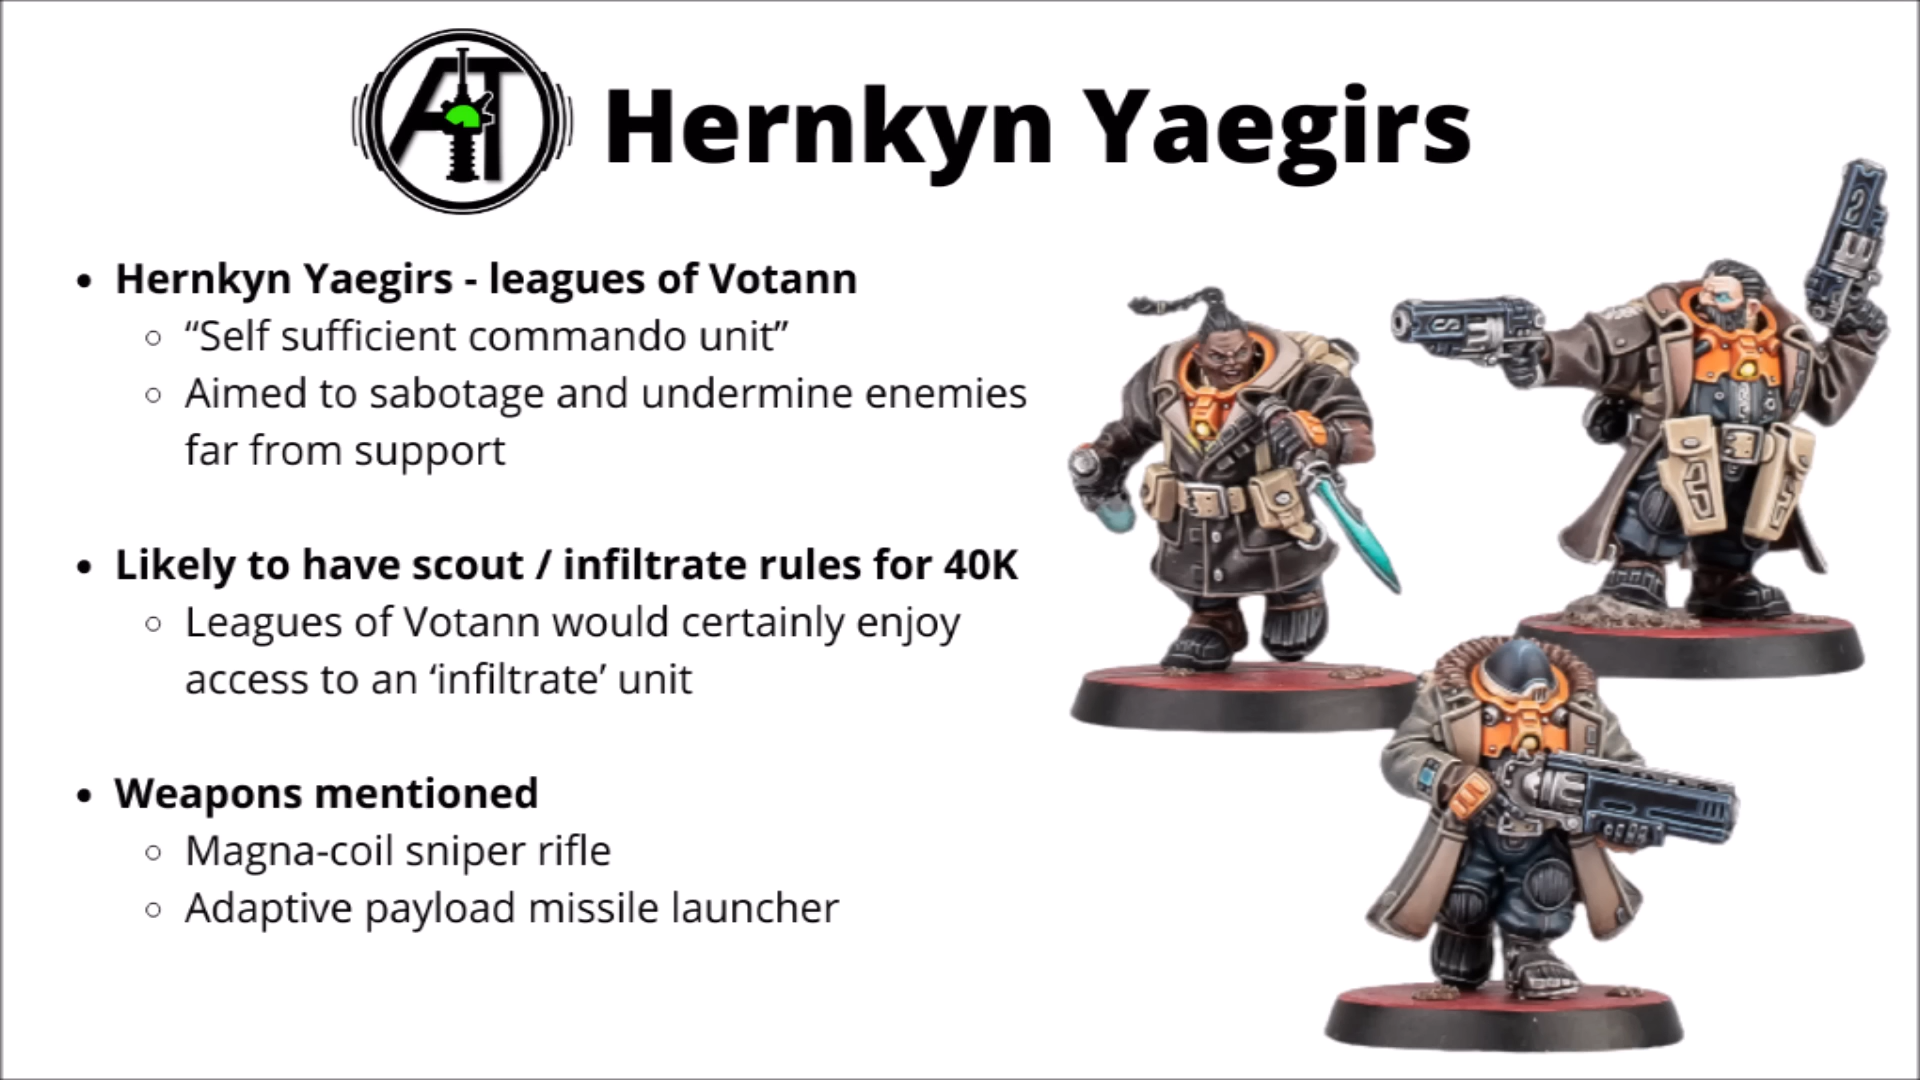 AT
Hernkyn Yaegirs
• Hernkyn Yaegirs - leagues of Votann
○ “Self sufficient commando unit”
○ Aimed to sabotage and undermine enemies
far from support
• Likely to have scout / infiltrate rules for 40K
○ Leagues of Votann would certainly enjoy
access to an ‘infiltrate’ unit
• Weapons mentioned
○ Magna-coil sniper rifle
○ Adaptive payload missile launcher